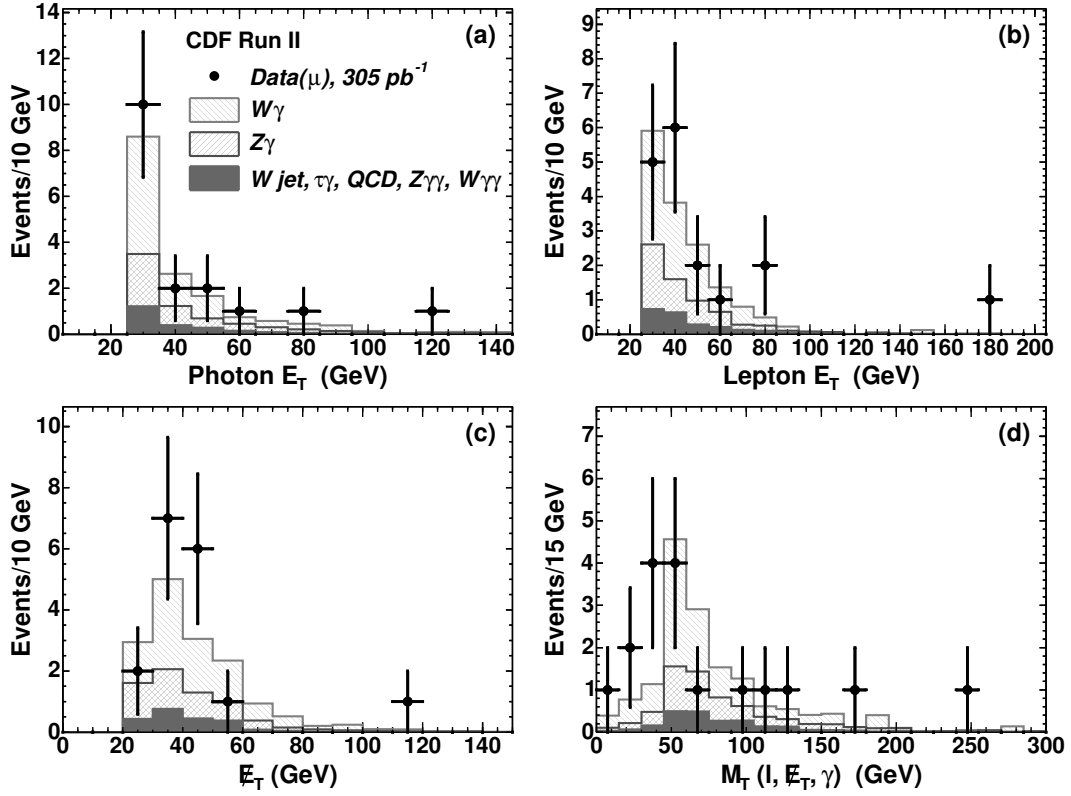 (a)
CDF Run II
Data(μ), 305 pb⁻¹
Wγ
Zγ
W jet, τγ, QCD, Zγγ, Wγγ
Events/10 GeV
14
12
10
8
6
4
2
0
40 60 80 100 120 140
Photon E_T (GeV)
(b)
Events/10 GeV
9
8
7
6
5
4
3
2
1
0
20 40 60 80 100 120 140 160 180 200
Lepton E_T (GeV)
(c)
Events/10 GeV
10
8
6
4
2
0
0 20 40 60 80 100 120 140
E̸_T (GeV)
(d)
Events/15 GeV
7
6
5
4
3
2
1
0
0 50 100 150 200 250 300
M_T (l, E̸_T, γ) (GeV)